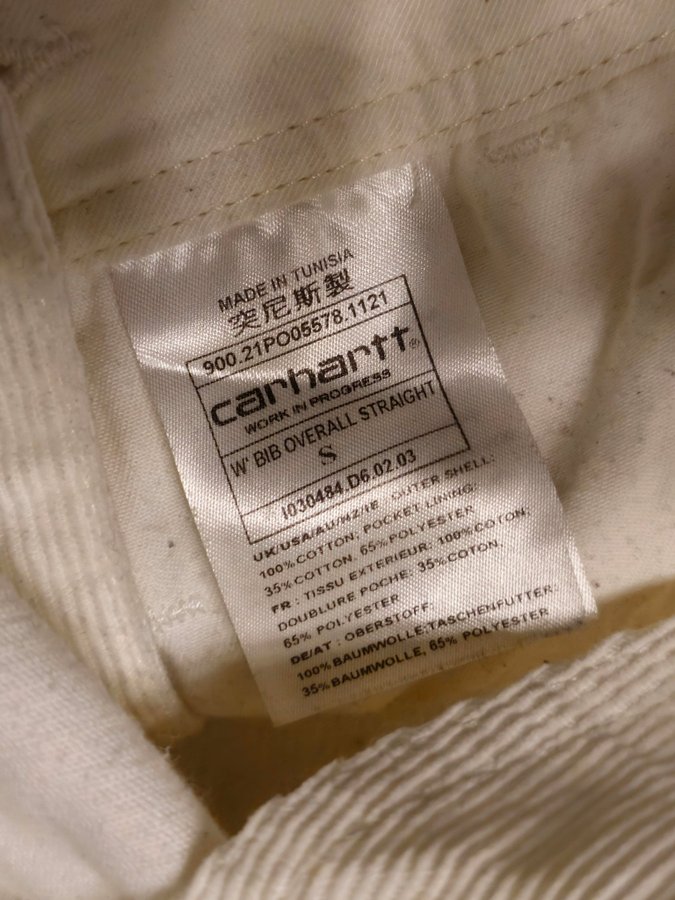 MADE IN TUNISIA
突尼斯製
900.21PO05578.1121
carhartt®
WORK IN PROGRESS
W' BIB OVERALL STRAIGHT
S
I030484.D6.02.03
UK/USA/AU/NZ/IE OUTER SHELL:
100%COTTON; POCKET LINING:
35%COTTON, 65%POLYESTER
FR : TISSU EXTERIEUR: 100%COTON;
DOUBLURE POCHE: 35%COTON,
65% POLYESTER
DE/AT : OBERSTOFF:
100%BAUMWOLLE;TASCHENFUTTER:
35%BAUMWOLLE, 65% POLYESTER